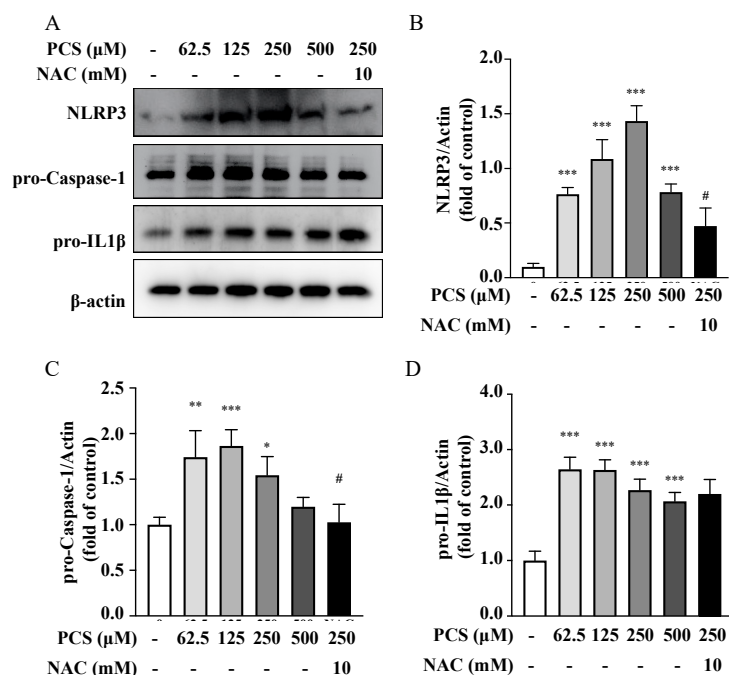 A
PCS (μM) - 62.5 125 250 500 250
NAC (mM) - - - - - 10
NLRP3
pro-Caspase-1
pro-IL1β
β-actin
B
NLRP3/Actin
(fold of control)
2.0
1.5
1.0
0.5
0.0
***
***
***
***
#
PCS (μM) - 62.5 125 250 500 250
NAC (mM) - - - - - 10
C
pro-Caspase-1/Actin
(fold of control)
2.5
2.0
1.5
1.0
0.5
0.0
**
***
*
#
PCS (μM) - 62.5 125 250 500 250
NAC (mM) - - - - - 10
D
pro-IL1β/Actin
(fold of control)
4.0
3.0
2.0
1.0
0.0
***
***
***
***
PCS (μM) - 62.5 125 250 500 250
NAC (mM) - - - - - 10